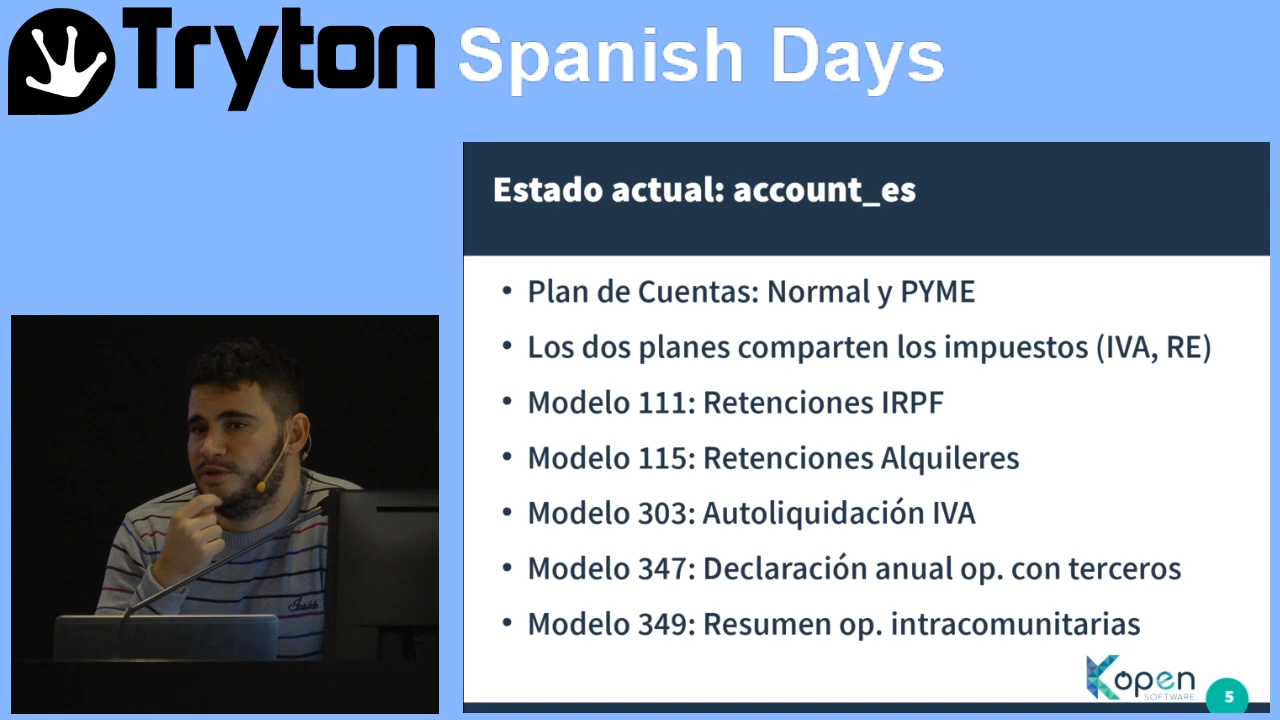 Tryton Spanish Days
Estado actual: account_es
• Plan de Cuentas: Normal y PYME
• Los dos planes comparten los impuestos (IVA, RE)
• Modelo 111: Retenciones IRPF
• Modelo 115: Retenciones Alquileres
• Modelo 303: Autoliquidación IVA
• Modelo 347: Declaración anual op. con terceros
• Modelo 349: Resumen op. intracomunitarias
Kopen
SOFTWARE
5